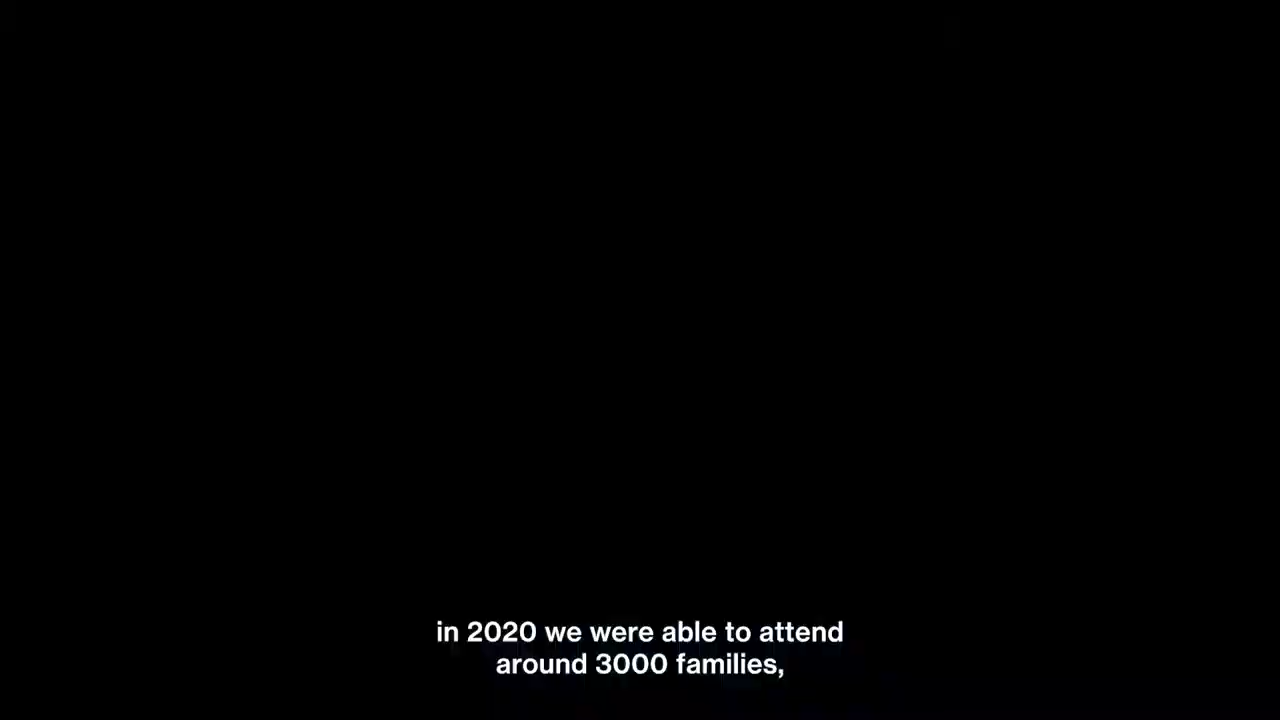 in 2020 we were able to attend
around 3000 families,